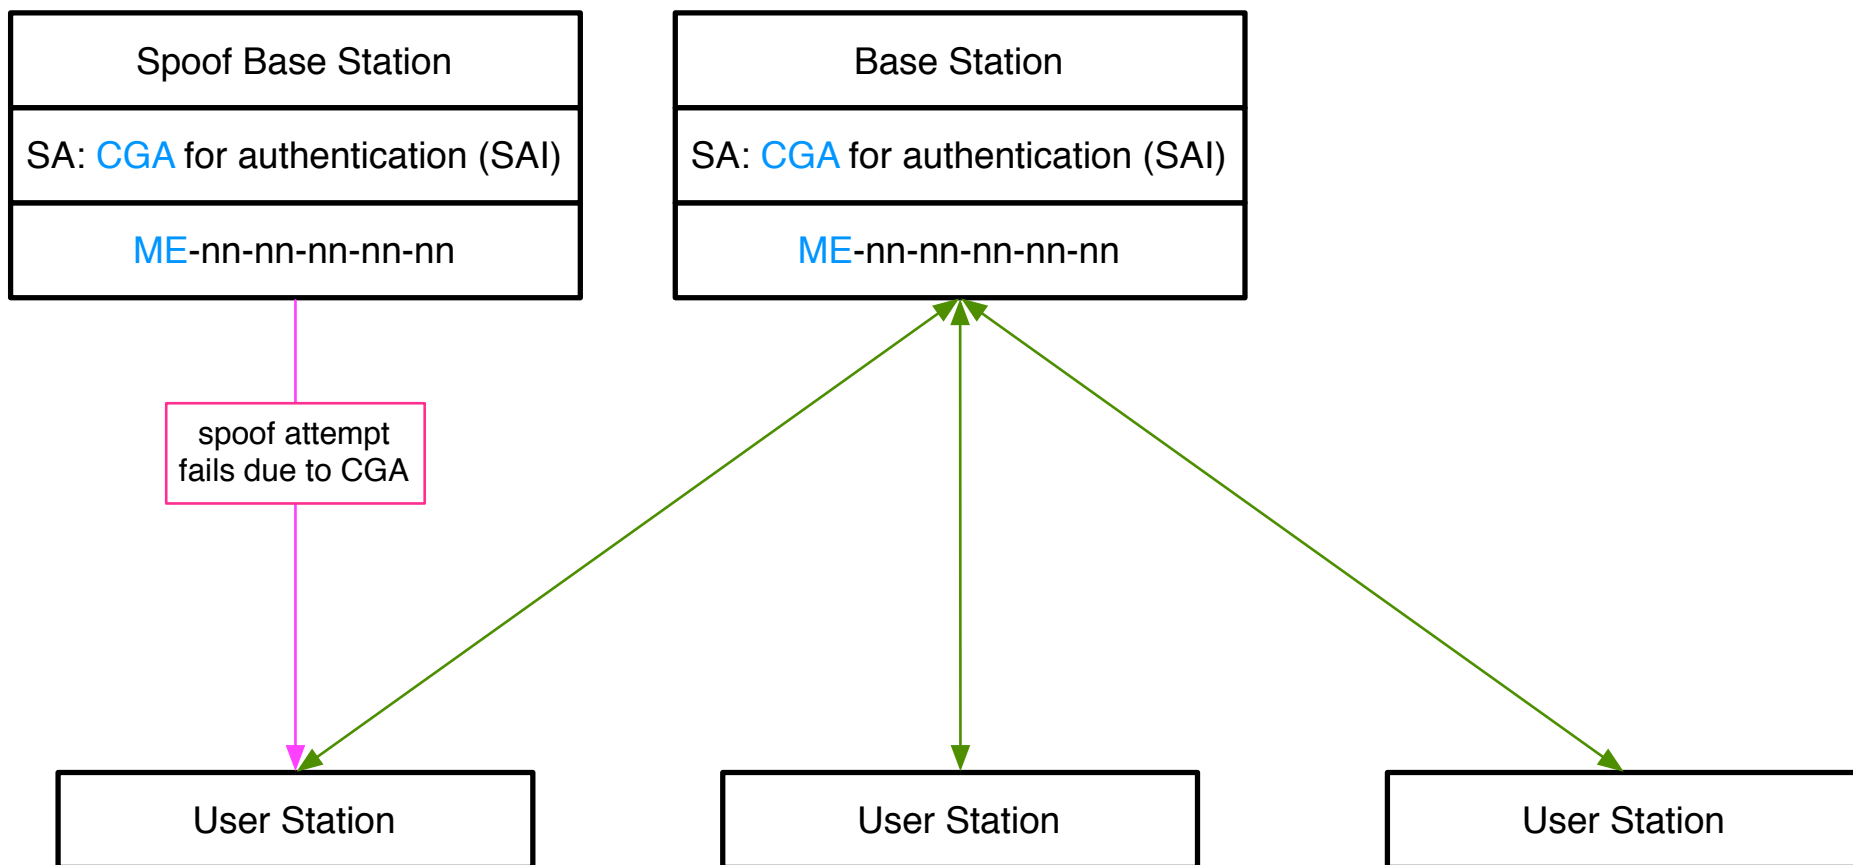 Spoof Base Station
SA: CGA for authentication (SAI)
ME-nn-nn-nn-nn-nn
Base Station
SA: CGA for authentication (SAI)
ME-nn-nn-nn-nn-nn
spoof attempt
fails due to CGA
User Station
User Station
User Station